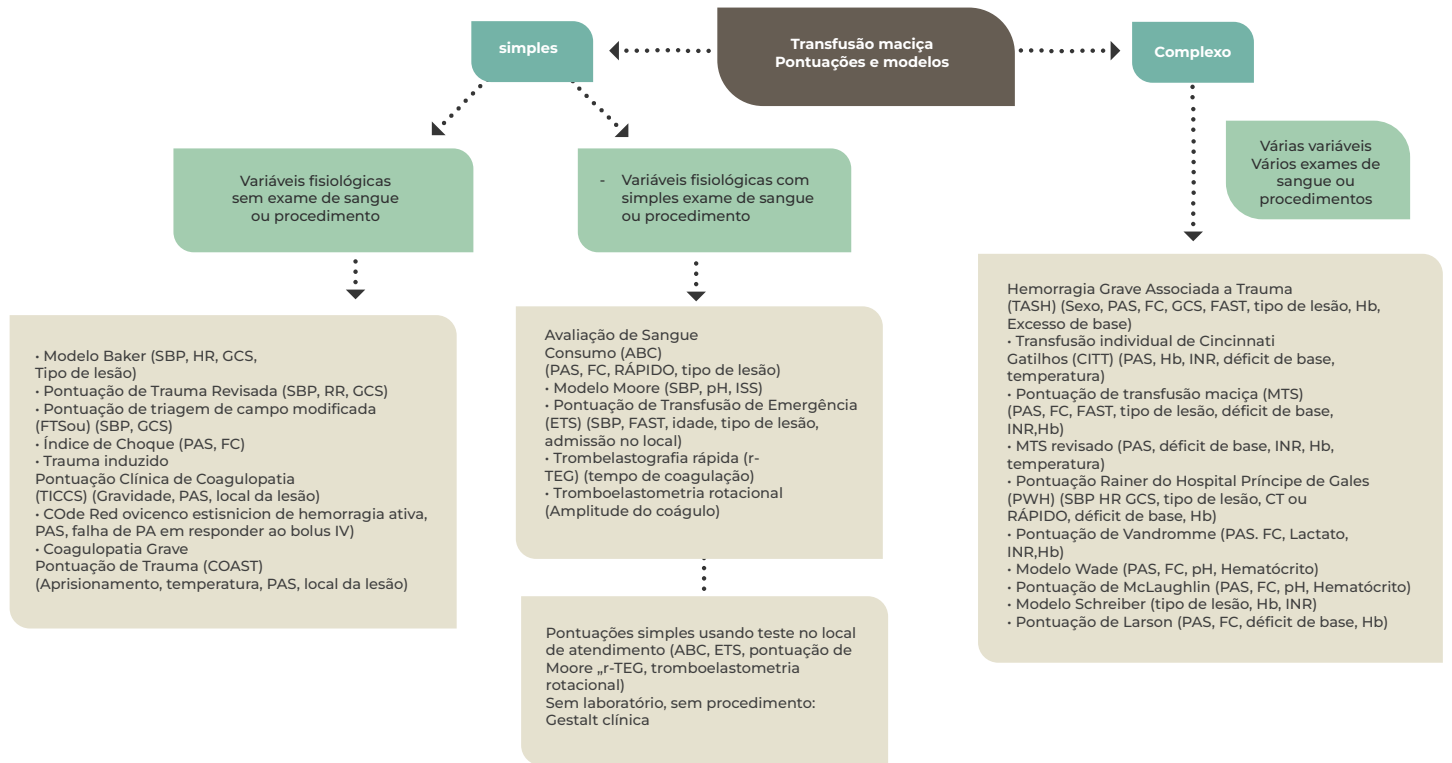 Transfusão maciça
Pontuações e modelos
simples
Complexo
Variáveis fisiológicas
sem exame de sangue
ou procedimento
- Variáveis fisiológicas com
simples exame de sangue
ou procedimento
Várias variáveis
Vários exames de
sangue ou
procedimentos
• Modelo Baker (SBP, HR, GCS,
Tipo de lesão)
• Pontuação de Trauma Revisada (SBP, RR, GCS)
• Pontuação de triagem de campo modificada
(FTSou) (SBP, GCS)
• Índice de Choque (PAS, FC)
• Trauma induzido
Pontuação Clínica de Coagulopatia
(TICCS) (Gravidade, PAS, local da lesão)
• COde Red ovicenco estisnicion de hemorragia ativa,
PAS, falha de PA em responder ao bolus IV)
• Coagulopatia Grave
Pontuação de Trauma (COAST)
(Aprisionamento, temperatura, PAS, local da lesão)
Avaliação de Sangue
Consumo (ABC)
(PAS, FC, RÁPIDO, tipo de lesão)
• Modelo Moore (SBP, pH, ISS)
• Pontuação de Transfusão de Emergência
(ETS) (SBP, FAST, idade, tipo de lesão,
admissão no local)
• Trombelastografia rápida (r-
TEG) (tempo de coagulação)
• Tromboelastometria rotacional
(Amplitude do coágulo)
Pontuações simples usando teste no local
de atendimento (ABC, ETS, pontuação de
Moore „r-TEG, tromboelastometria
rotacional)
Sem laboratório, sem procedimento:
Gestalt clínica
Hemorragia Grave Associada a Trauma
(TASH) (Sexo, PAS, FC, GCS, FAST, tipo de lesão, Hb,
Excesso de base)
• Transfusão individual de Cincinnati
Gatilhos (CITT) (PAS, Hb, INR, déficit de base,
temperatura)
• Pontuação de transfusão maciça (MTS)
(PAS, FC, FAST, tipo de lesão, déficit de base,
INR,Hb)
• MTS revisado (PAS, déficit de base, INR, Hb,
temperatura)
• Pontuação Rainer do Hospital Príncipe de Gales
(PWH) (SBP HR GCS, tipo de lesão, CT ou
RÁPIDO, déficit de base, Hb)
• Pontuação de Vandromme (PAS. FC, Lactato,
INR,Hb)
• Modelo Wade (PAS, FC, pH, Hematócrito)
• Pontuação de McLaughlin (PAS, FC, pH, Hematócrito)
• Modelo Schreiber (tipo de lesão, Hb, INR)
• Pontuação de Larson (PAS, FC, déficit de base, Hb)